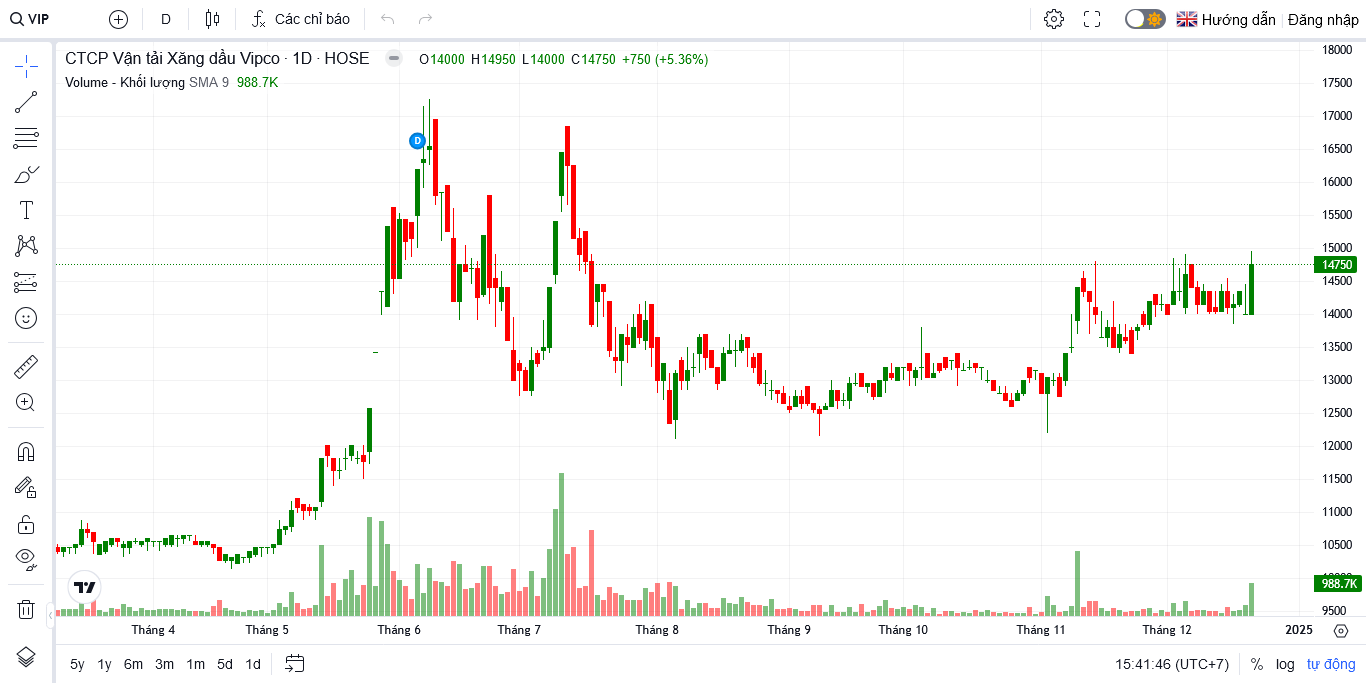 VIP D Các chỉ báo Hướng dẫn Đăng nhập
CTCP Vận tải Xăng dầu Vipco · 1D · HOSE O14000 H14950 L14000 C14750 +750 (+5.36%)
Volume - Khối lượng SMA 9 988.7K
D
18000
17500
17000
16500
16000
15500
15000
14750
14500
14000
13500
13000
12500
12000
11500
11000
10500
988.7K
9500
Tháng 4 Tháng 5 Tháng 6 Tháng 7 Tháng 8 Tháng 9 Tháng 10 Tháng 11 Tháng 12 2025
5y 1y 6m 3m 1m 5d 1d 15:41:46 (UTC+7) % log tự động